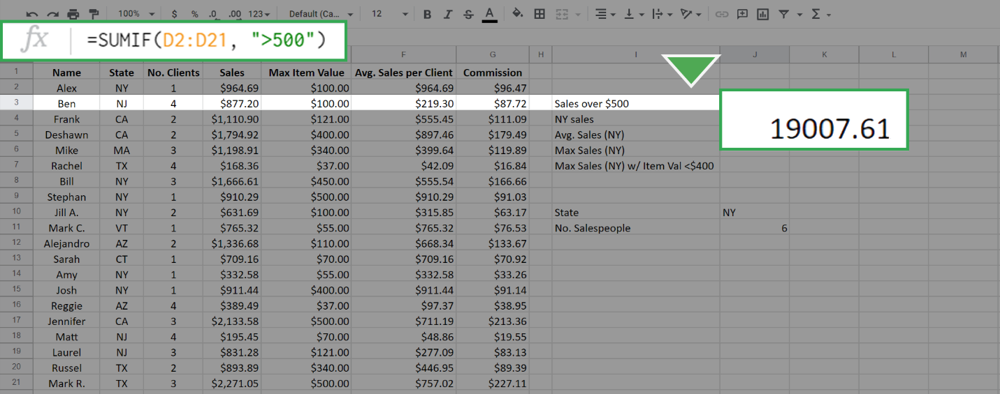 100% $ % .0 .00 123 Default (Ca... 12 B I S A Σ
fx =SUMIF(D2:D21, ">500")
F G H I J K L M
1 Name State No. Clients Sales Max Item Value Avg. Sales per Client Commission
2 Alex NY 1 $964.69 $100.00 $964.69 $96.47
3 Ben NJ 4 $877.20 $100.00 $219.30 $87.72 Sales over $500
19007.61
4 Frank CA 2 $1,110.90 $121.00 $555.45 $111.09 NY sales
5 Deshawn CA 2 $1,794.92 $400.00 $897.46 $179.49 Avg. Sales (NY)
6 Mike MA 3 $1,198.91 $340.00 $399.64 $119.89 Max Sales (NY)
7 Rachel TX 4 $168.36 $37.00 $42.09 $16.84 Max Sales (NY) w/ Item Val <$400
8 Bill NY 3 $1,666.61 $450.00 $555.54 $166.66
9 Stephan NY 1 $910.29 $500.00 $910.29 $91.03
10 Jill A. NY 2 $631.69 $100.00 $315.85 $63.17 State NY
11 Mark C. VT 1 $765.32 $55.00 $765.32 $76.53 No. Salespeople 6
12 Alejandro AZ 2 $1,336.68 $110.00 $668.34 $133.67
13 Sarah CT 1 $709.16 $70.00 $709.16 $70.92
14 Amy NY 1 $332.58 $55.00 $332.58 $33.26
15 Josh NY 1 $911.44 $400.00 $911.44 $91.14
16 Reggie AZ 4 $389.49 $37.00 $97.37 $38.95
17 Jennifer CA 3 $2,133.58 $500.00 $711.19 $213.36
18 Matt NJ 4 $195.45 $70.00 $48.86 $19.55
19 Laurel NJ 3 $831.28 $121.00 $277.09 $83.13
20 Russel TX 2 $893.89 $340.00 $446.95 $89.39
21 Mark R. TX 3 $2,271.05 $500.00 $757.02 $227.11